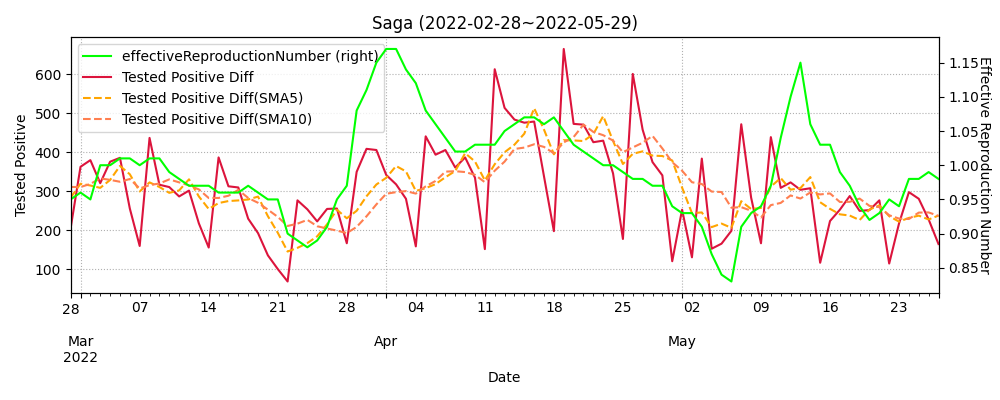 Saga (2022-02-28~2022-05-29)
effectiveReproductionNumber (right)
Tested Positive Diff
Tested Positive Diff(SMA5)
Tested Positive Diff(SMA10)
Tested Positive
600
500
400
300
200
100
1.15
1.10
1.05
1.00
0.95
0.90
0.85
Effective Reproduction Number
28 07 14 21 28 04 11 18 25 02 09 16 23
Mar Apr May
2022
Date